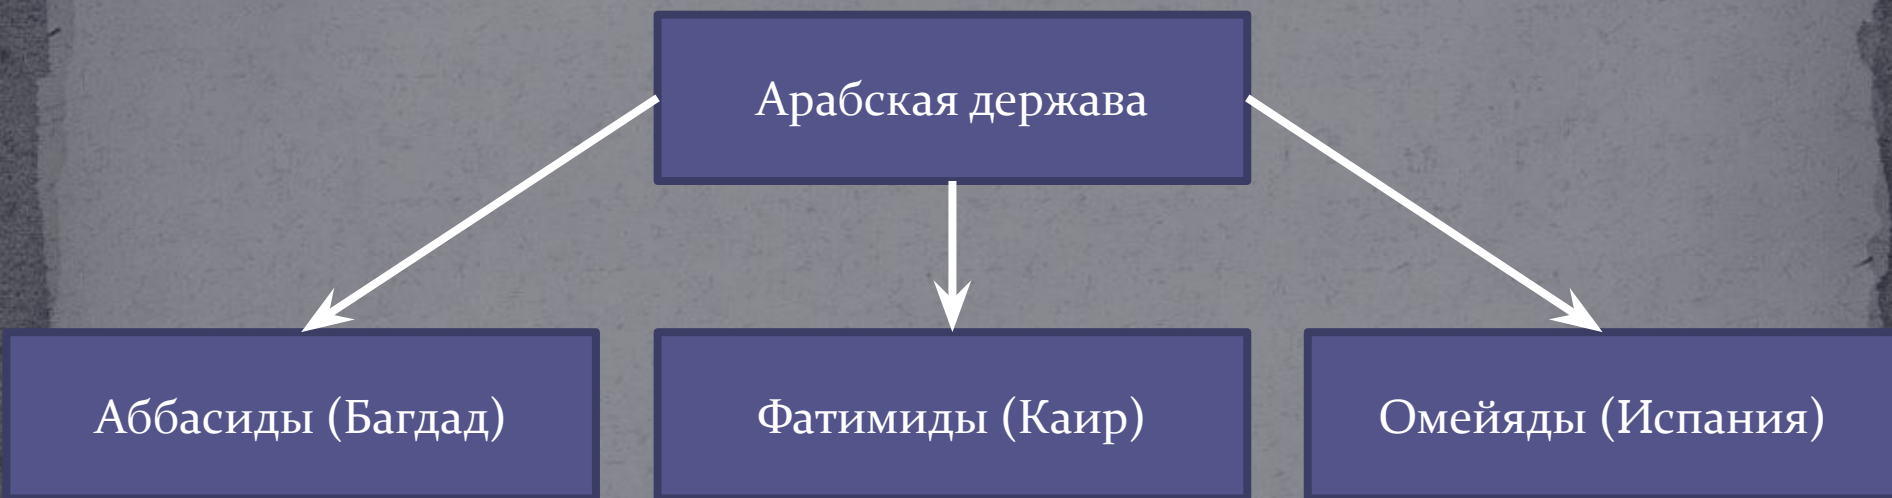 Арабская держава
Аббасиды (Багдад)
Фатимиды (Каир)
Омейяды (Испания)